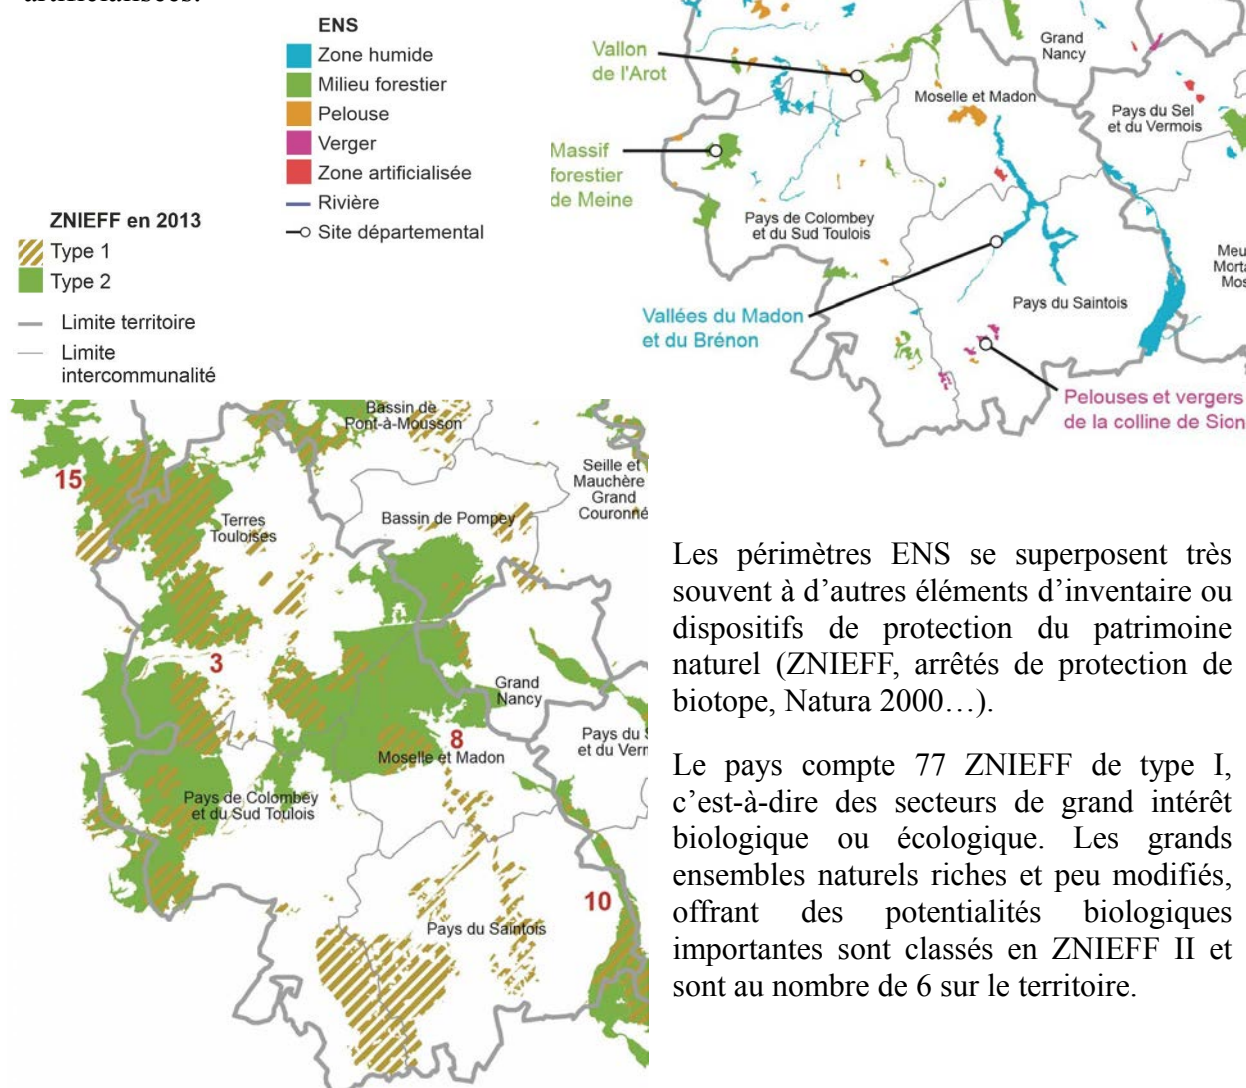 ENS
Zone humide
Milieu forestier
Pelouse
Verger
Zone artificialisée
Rivière
Site départemental
ZNIEFF en 2013
Type 1
Type 2
Limite territoire
Limite
intercommunalité
Vallon
de l'Arot
Massif
forestier
de Meine
Grand
Nancy
Moselle et Madon
Pays du Sel
et du Vermois
Pays de Colombey
et du Sud Toulois
Vallées du Madon
et du Brénon
Pays du Saintois
Pelouses et vergers
de la colline de Sion
Bassin de
Pont-à-Mousson
15
Terres
Touloises
Bassin de Pompey
Seille et
Mauchère
Grand
Couronné
3
Grand
Nancy
8
Moselle et Madon
Pays du
et du
Pays de Colombey
et du Sud Toulois
10
Pays du Saintois
Les périmètres ENS se superposent très
souvent à d’autres éléments d’inventaire ou
dispositifs de protection du patrimoine
naturel (ZNIEFF, arrêtés de protection de
biotope, Natura 2000…).
Le pays compte 77 ZNIEFF de type I,
c’est-à-dire des secteurs de grand intérêt
biologique ou écologique. Les grands
ensembles naturels riches et peu modifiés,
offrant des potentialités biologiques
importantes sont classés en ZNIEFF II et
sont au nombre de 6 sur le territoire.